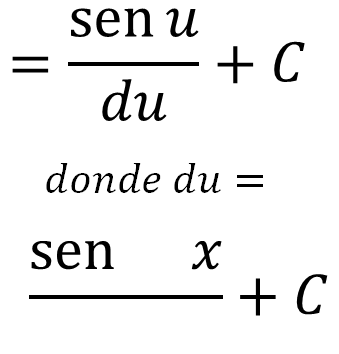 = sen u / du + C
donde du =
sen x / + C